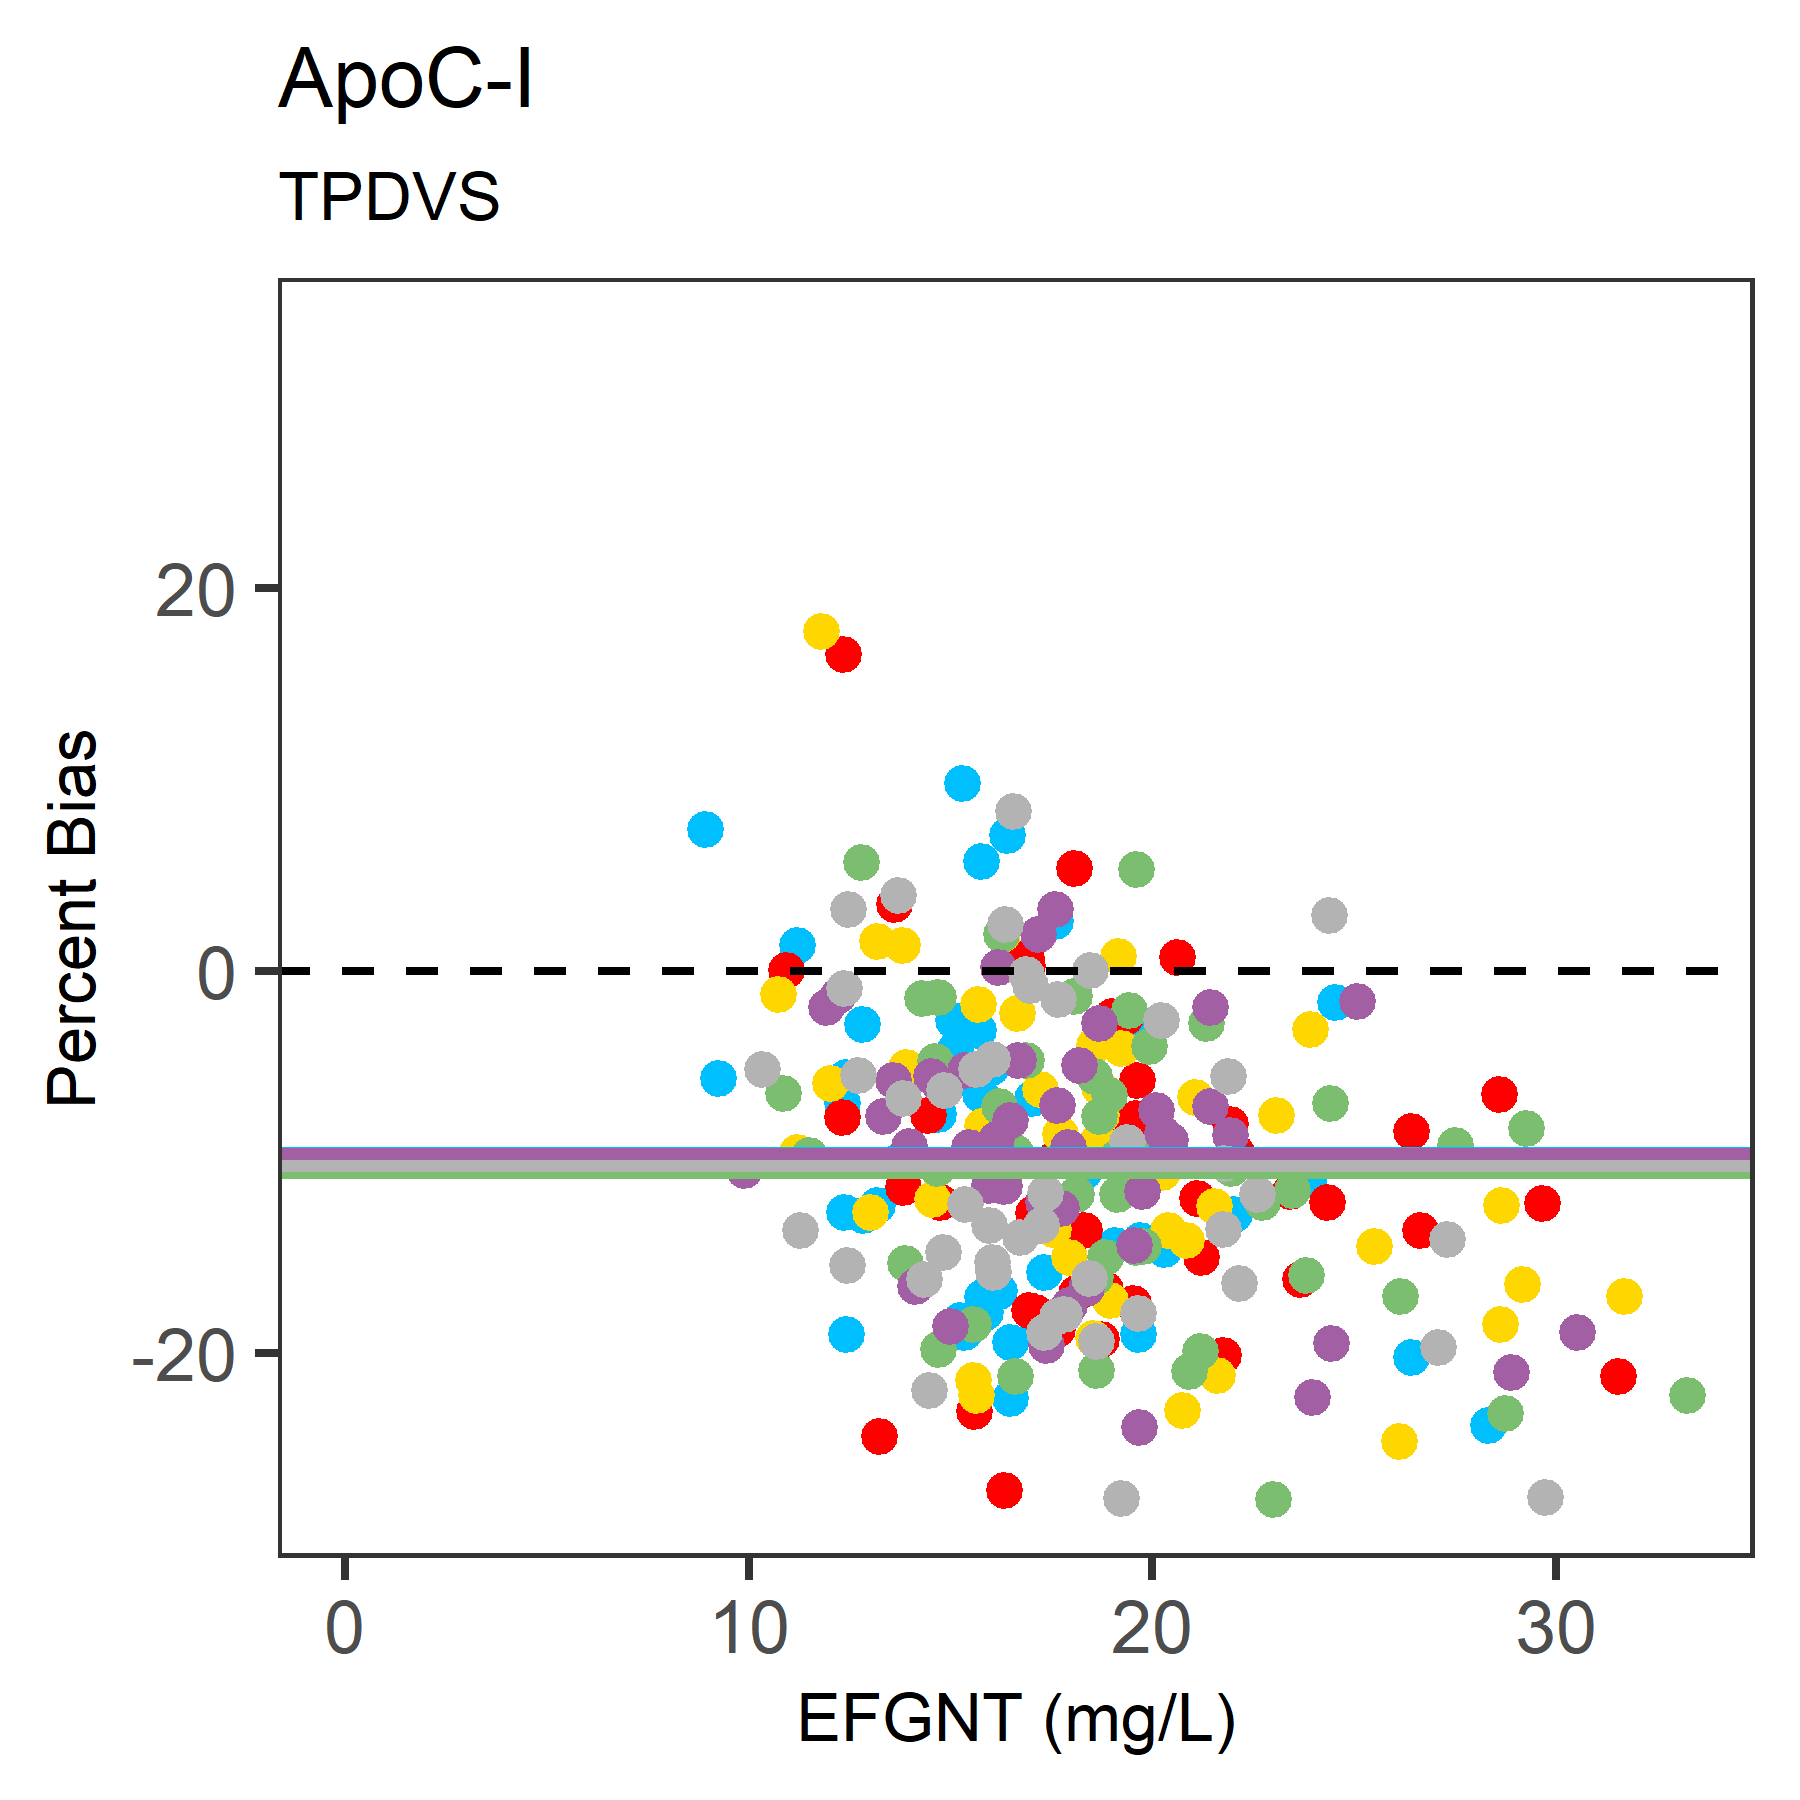 ApoC-I
TPDVS
Percent Bias
20
0
-20
0 10 20 30
EFGNT (mg/L)